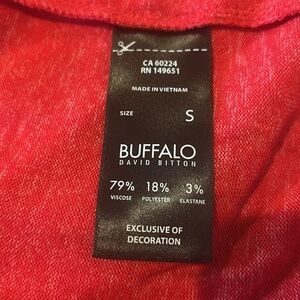 CA 60224
RN 149651
MADE IN VIETNAM
SIZE S
BUFFALO
DAVID BITTON
79% 18% 3%
VISCOSE POLYESTER ELASTANE
EXCLUSIVE OF
DECORATION